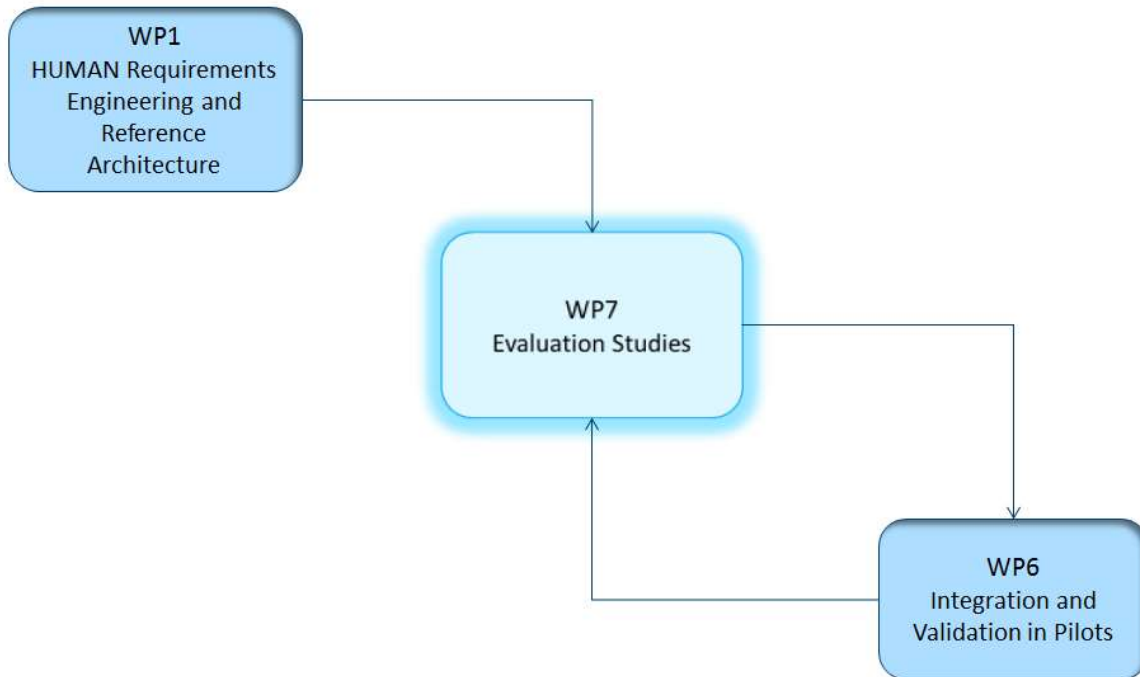 WP1
HUMAN Requirements
Engineering and
Reference
Architecture
WP7
Evaluation Studies
WP6
Integration and
Validation in Pilots